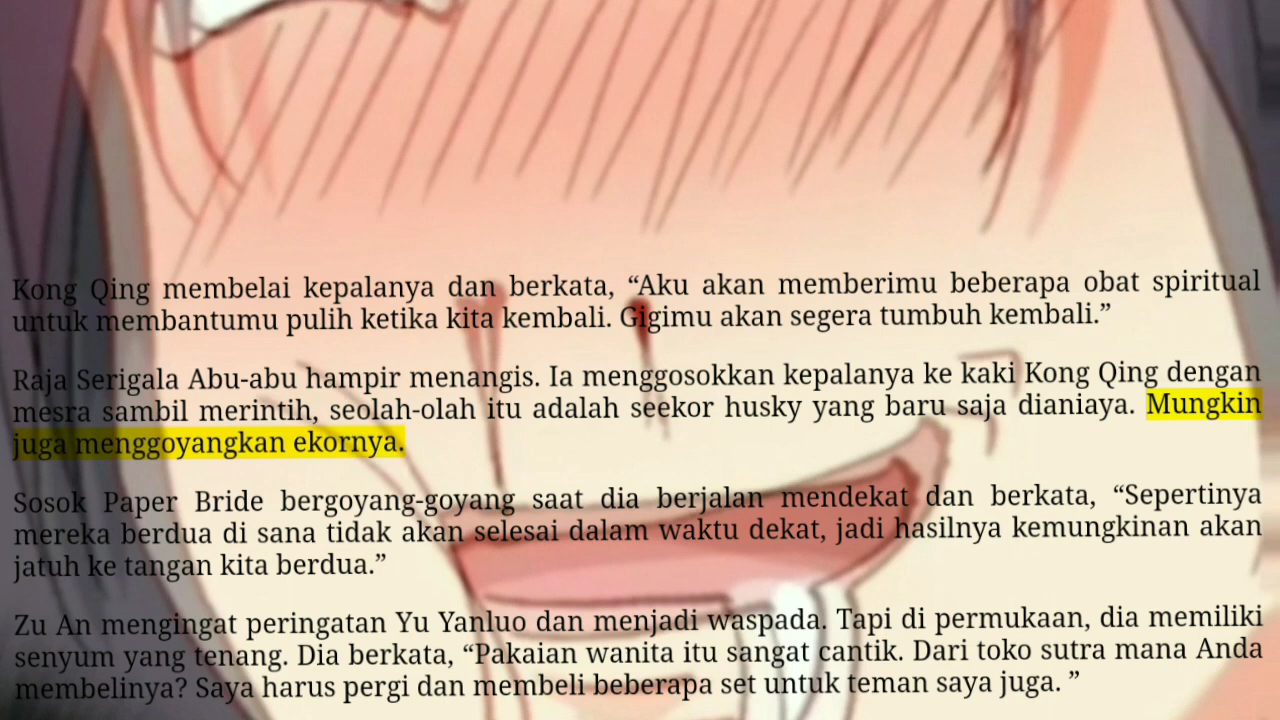 Kong Qing membelai kepalanya dan berkata, “Aku akan memberimu beberapa obat spiritual
untuk membantumu pulih ketika kita kembali. Gigimu akan segera tumbuh kembali.”
Raja Serigala Abu-abu hampir menangis. Ia menggosokkan kepalanya ke kaki Kong Qing dengan
mesra sambil merintih, seolah-olah itu adalah seekor husky yang baru saja dianiaya. Mungkin
juga menggoyangkan ekornya.
Sosok Paper Bride bergoyang-goyang saat dia berjalan mendekat dan berkata, “Sepertinya
mereka berdua di sana tidak akan selesai dalam waktu dekat, jadi hasilnya kemungkinan akan
jatuh ke tangan kita berdua.”
Zu An mengingat peringatan Yu Yanluo dan menjadi waspada. Tapi di permukaan, dia memiliki
senyum yang tenang. Dia berkata, “Pakaian wanita itu sangat cantik. Dari toko sutra mana Anda
membelinya? Saya harus pergi dan membeli beberapa set untuk teman saya juga. ”